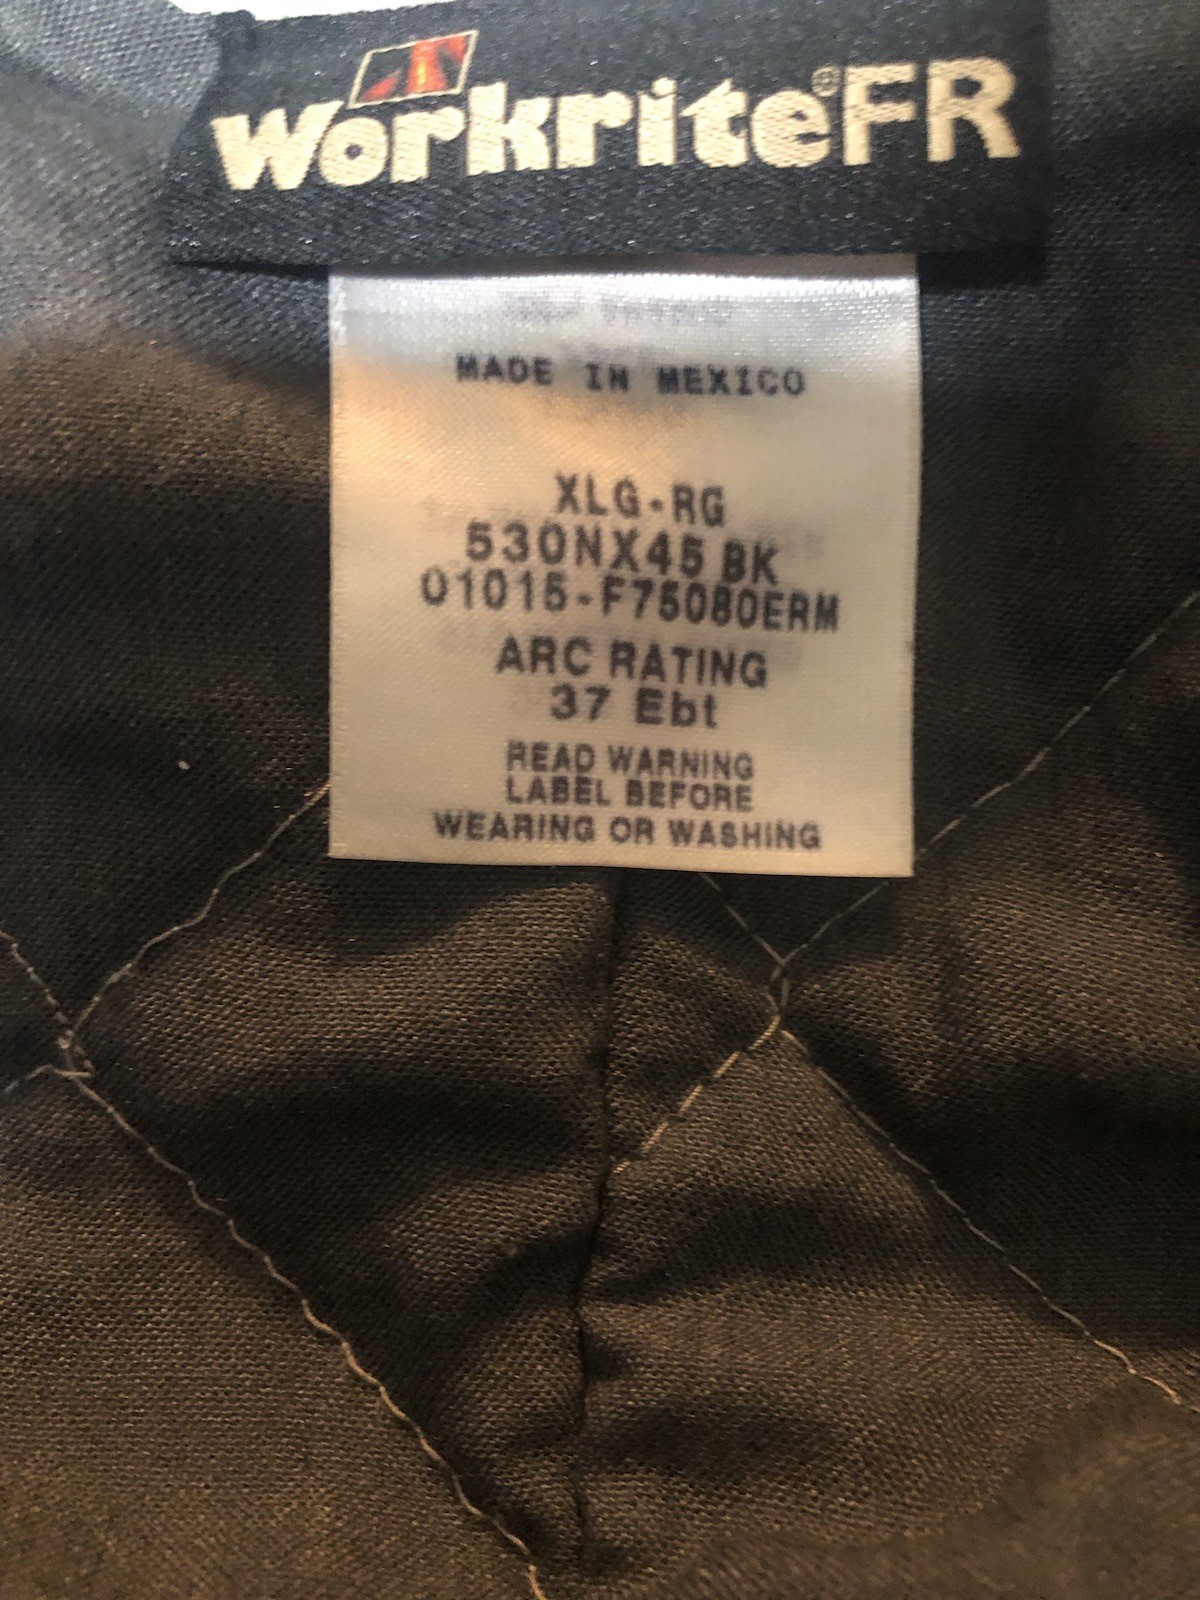 Workrite®FR
MADE IN MEXICO
XLG-RG
530NX45 BK
01015-F75080ERM
ARC RATING
37 Ebt
READ WARNING
LABEL BEFORE
WEARING OR WASHING